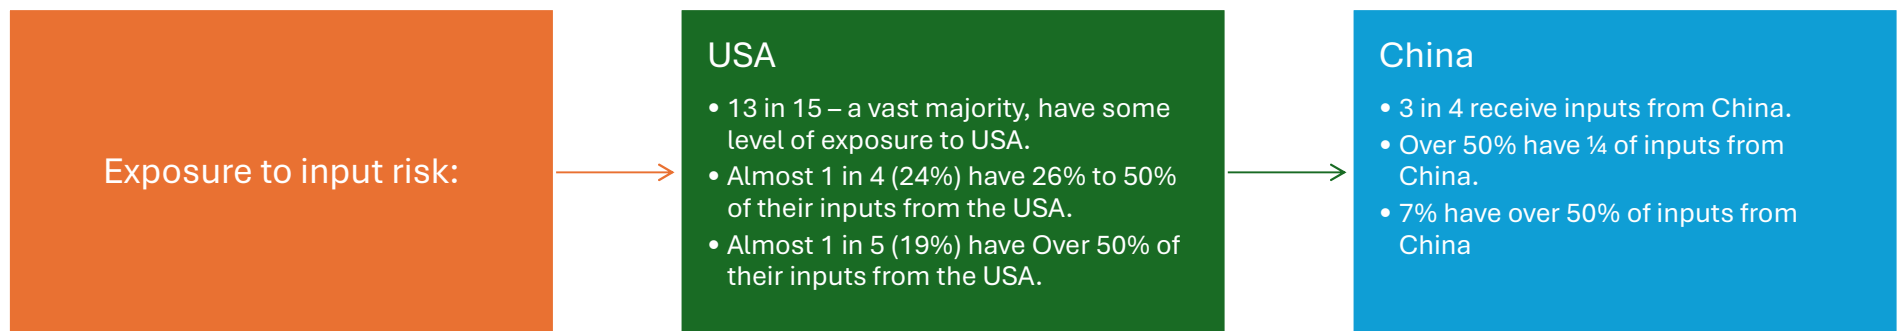 Exposure to input risk:
USA
• 13 in 15 – a vast majority, have some
level of exposure to USA.
• Almost 1 in 4 (24%) have 26% to 50%
of their inputs from the USA.
• Almost 1 in 5 (19%) have Over 50% of
their inputs from the USA.
China
• 3 in 4 receive inputs from China.
• Over 50% have ¼ of inputs from
China.
• 7% have over 50% of inputs from
China